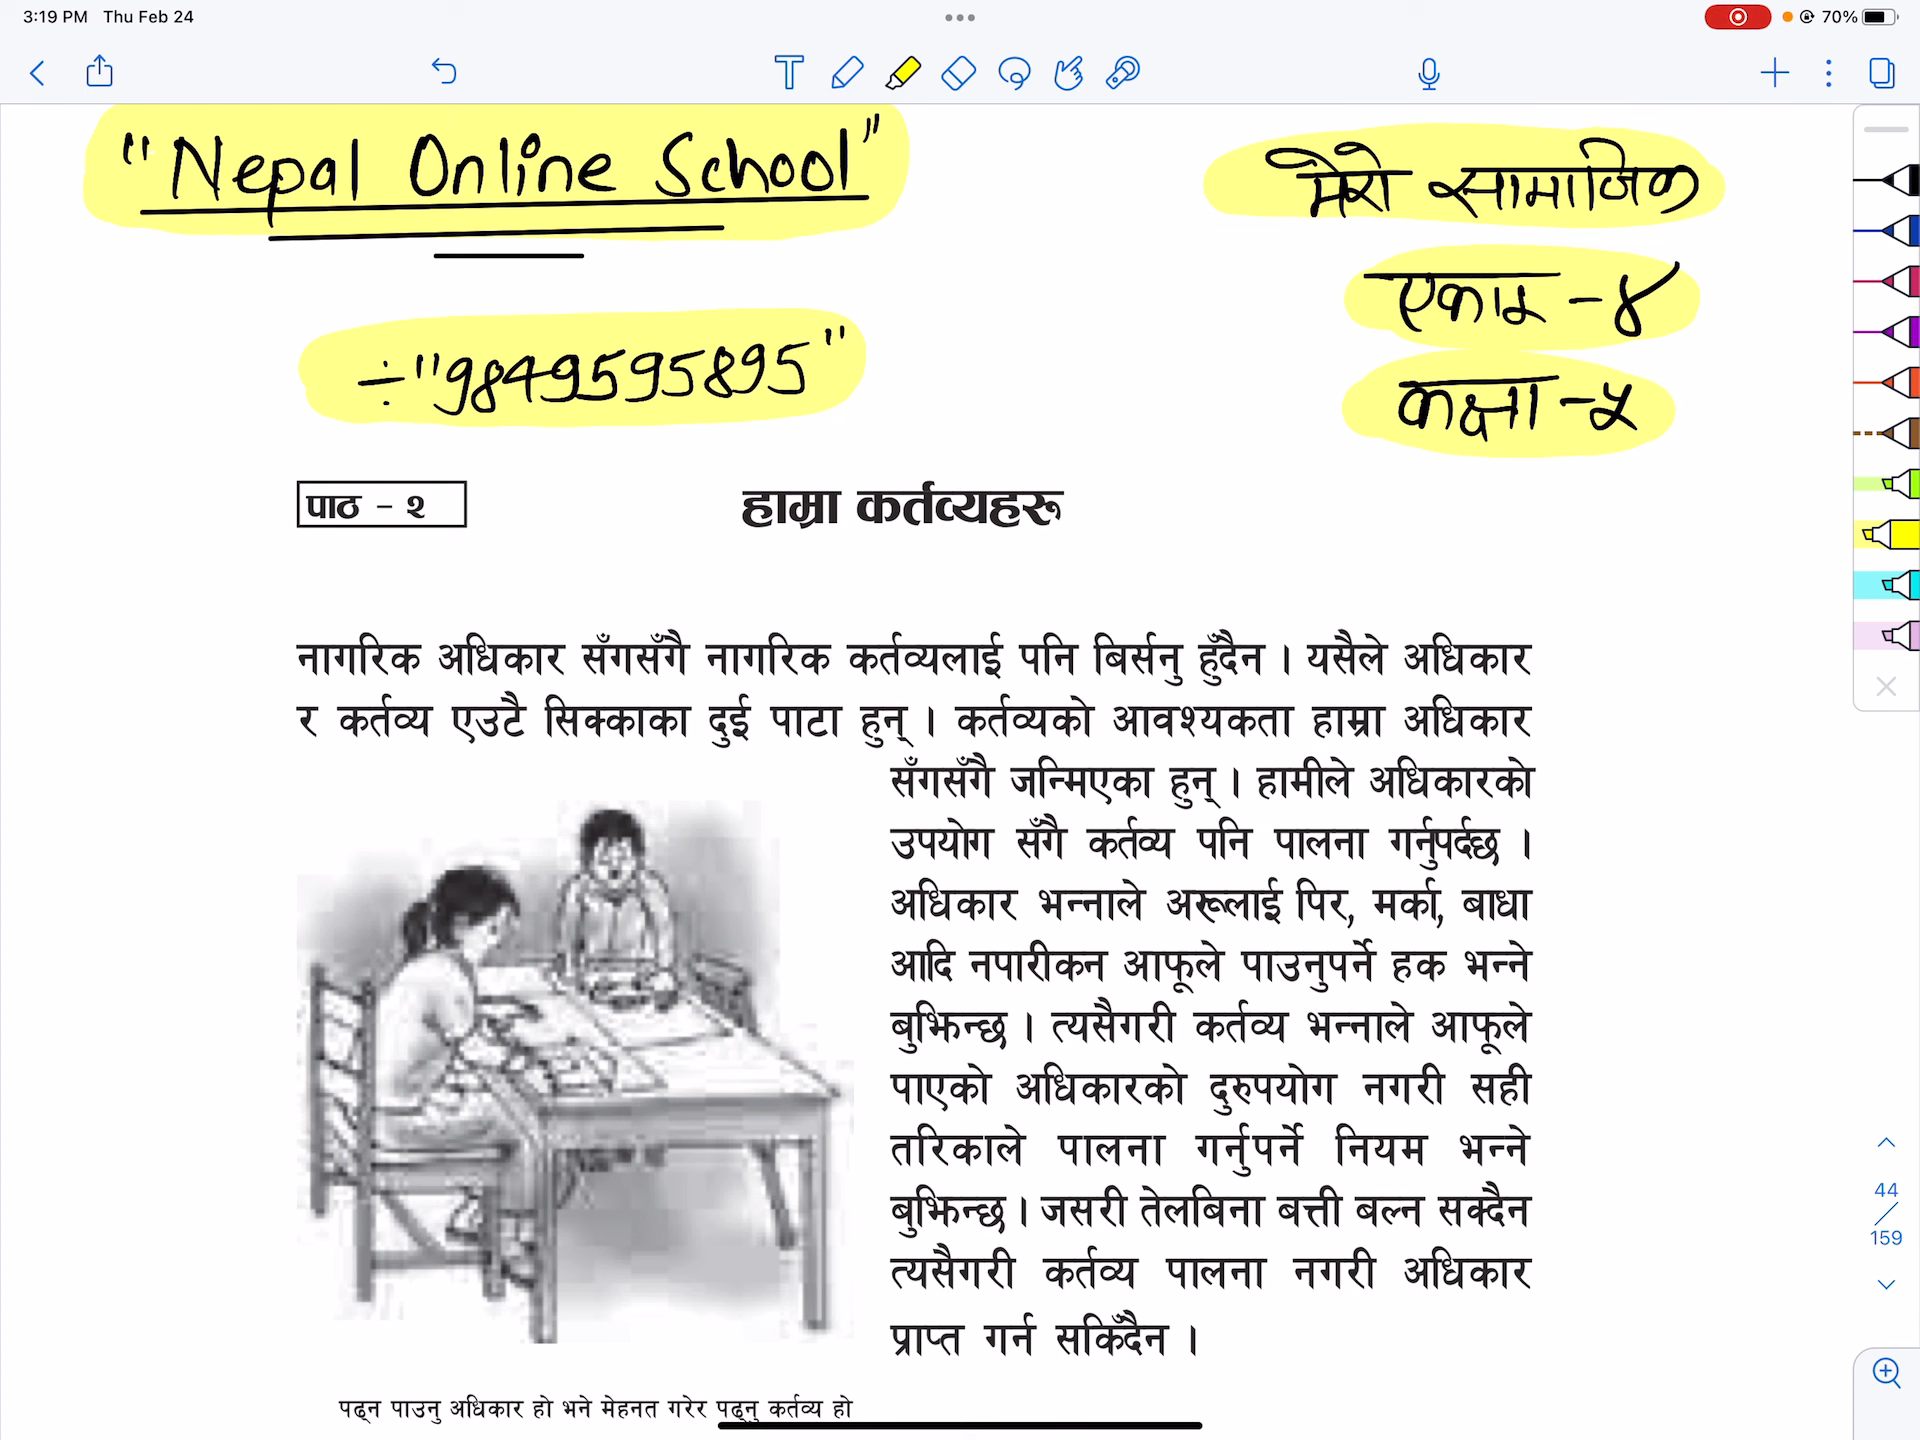 3:19 PM Thu Feb 24
70%
"Nepal Online School"
÷"9849595895"
मेरो सामाजिक
एकाइ -४
कक्षा -५
पाठ - २
हाम्रा कर्तव्यहरू
नागरिक अधिकार सँगसँगै नागरिक कर्तव्यलाई पनि बिर्सनु हुँदैन । यसैले अधिकार
र कर्तव्य एउटै सिक्काका दुई पाटा हुन् । कर्तव्यको आवश्यकता हाम्रा अधिकार
सँगसँगै जन्मिएका हुन् । हामीले अधिकारको
उपयोग सँगै कर्तव्य पनि पालना गर्नुपर्दछ ।
अधिकार भन्नाले अरूलाई पिर, मर्का, बाधा
आदि नपारीकन आफूले पाउनुपर्ने हक भन्ने
बुझिन्छ । त्यसैगरी कर्तव्य भन्नाले आफूले
पाएको अधिकारको दुरुपयोग नगरी सही
तरिकाले पालना गर्नुपर्ने नियम भन्ने
बुझिन्छ । जसरी तेलबिना बत्ती बल्न सक्दैन
त्यसैगरी कर्तव्य पालना नगरी अधिकार
प्राप्त गर्न सकिँदैन ।
पढ्न पाउनु अधिकार हो भने मेहनत गरेर पढ्नु कर्तव्य हो
44
/
159